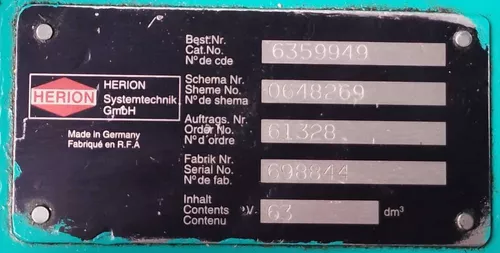 Best.Nr.
Cat.No. 6359949
N° de cde
HERION
HERION
Systemtechnik
GmbH
Schema Nr.
Sheme No. 0648269
N° de shema
Made in Germany
Fabriqué en R.F.A
Auftrags. Nr.
Order No. 61328
N° d'ordre
Fabrik Nr.
Serial No. 698844
N° de fab.
Inhalt
Contents V. 63 dm³
Contenu